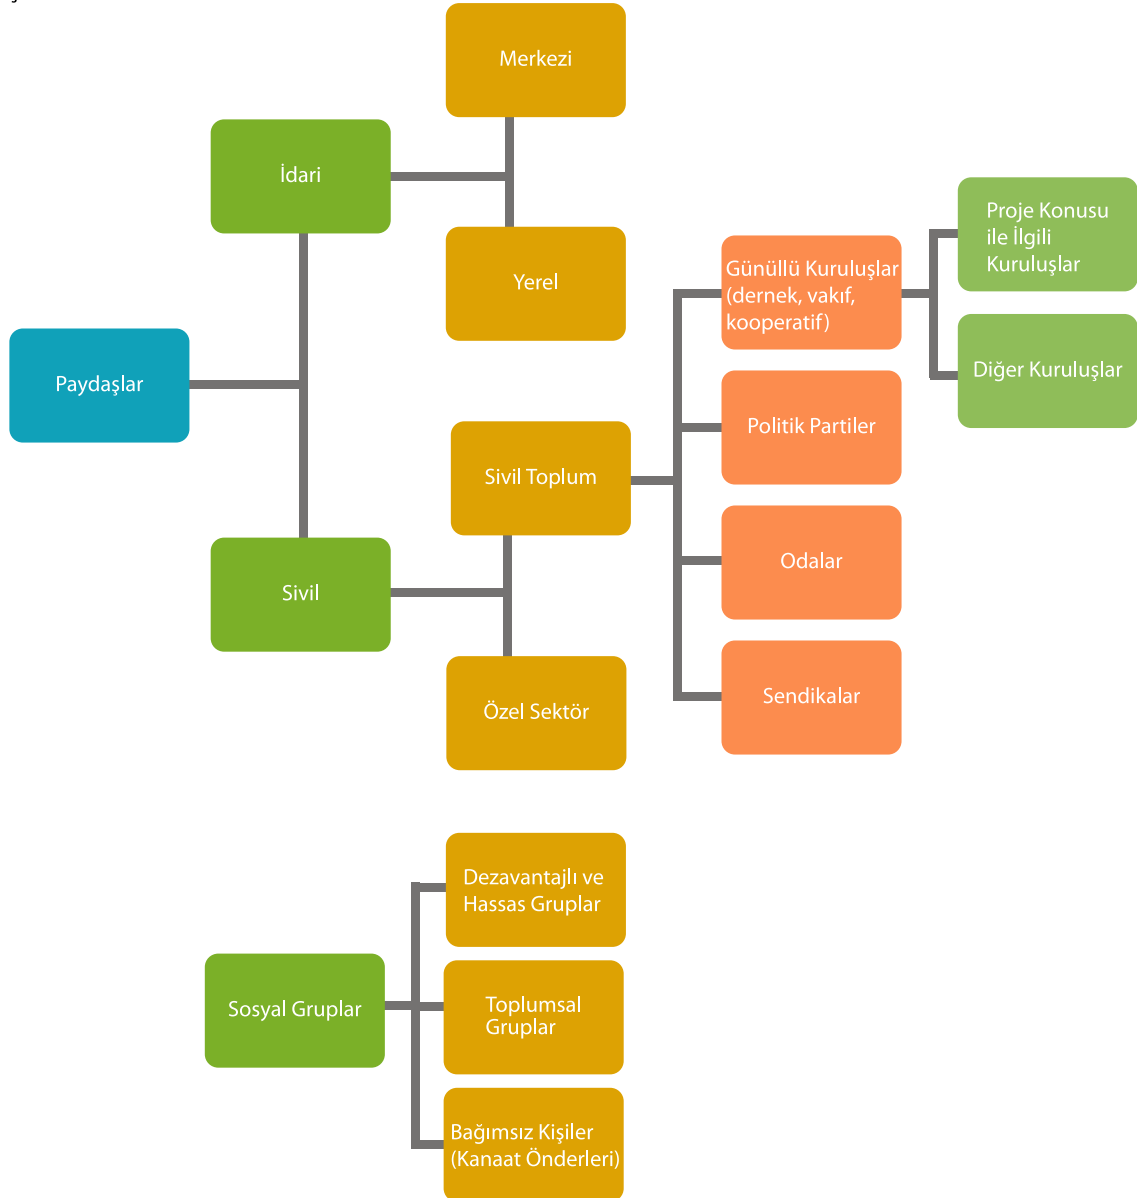 Merkezi
İdari
Yerel
Paydaşlar
Sivil Toplum
Sivil
Özel Sektör
Günüllü Kuruluşlar
(dernek, vakıf,
kooperatif)
Politik Partiler
Odalar
Sendikalar
Proje Konusu
ile İlgili
Kuruluşlar
Diğer Kuruluşlar
Dezavantajlı ve
Hassas Gruplar
Sosyal Gruplar
Toplumsal
Gruplar
Bağımsız Kişiler
(Kanaat Önderleri)